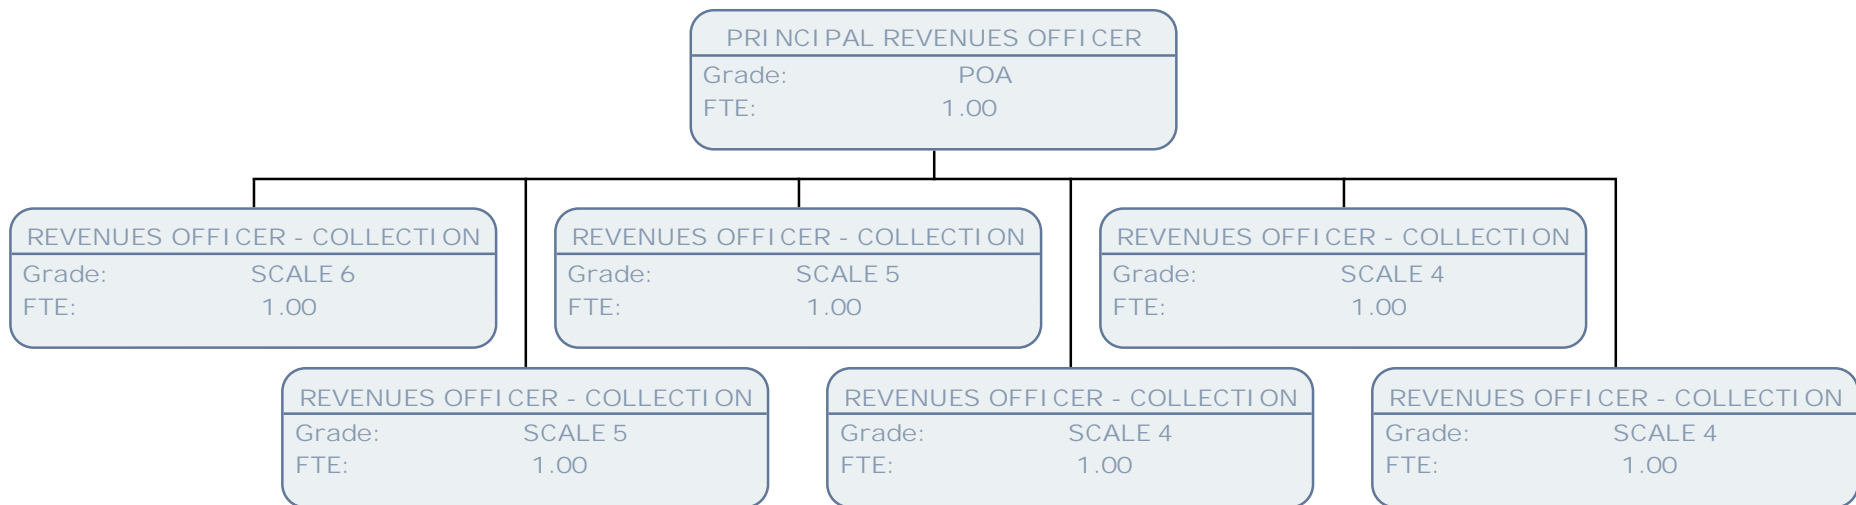 PRINCIPAL REVENUES OFFICER
Grade: POA
FTE: 1.00
REVENUES OFFICER - COLLECTION
Grade: SCALE 6
FTE: 1.00
REVENUES OFFICER - COLLECTION
Grade: SCALE 5
FTE: 1.00
REVENUES OFFICER - COLLECTION
Grade: SCALE 4
FTE: 1.00
REVENUES OFFICER - COLLECTION
Grade: SCALE 5
FTE: 1.00
REVENUES OFFICER - COLLECTION
Grade: SCALE 4
FTE: 1.00
REVENUES OFFICER - COLLECTION
Grade: SCALE 4
FTE: 1.00